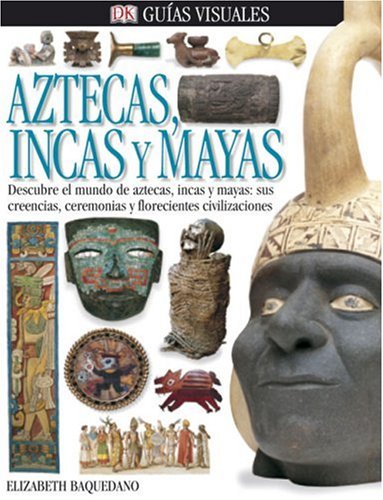 DK GUÍAS VISUALES
AZTECAS,
INCAS Y MAYAS
Descubre el mundo de aztecas, incas y mayas: sus
creencias, ceremonias y florecientes civilizaciones
ELIZABETH BAQUEDANO